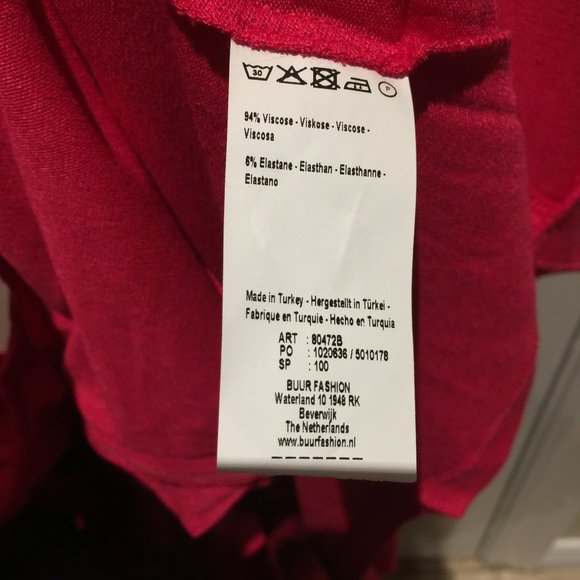 30
P
94% Viscose - Viskose - Viscose -
Viscosa
6% Elastane - Elasthan - Elasthanne -
Elastano
Made in Turkey - Hergestellt in Türkei -
Fabrique en Turquie - Hecho en Turquia
ART : 80472B
PO : 1020636 / 5010178
SP : 100
BUUR FASHION
Waterland 10 1948 RK
Beverwijk
The Netherlands
www.buurfashion.nl